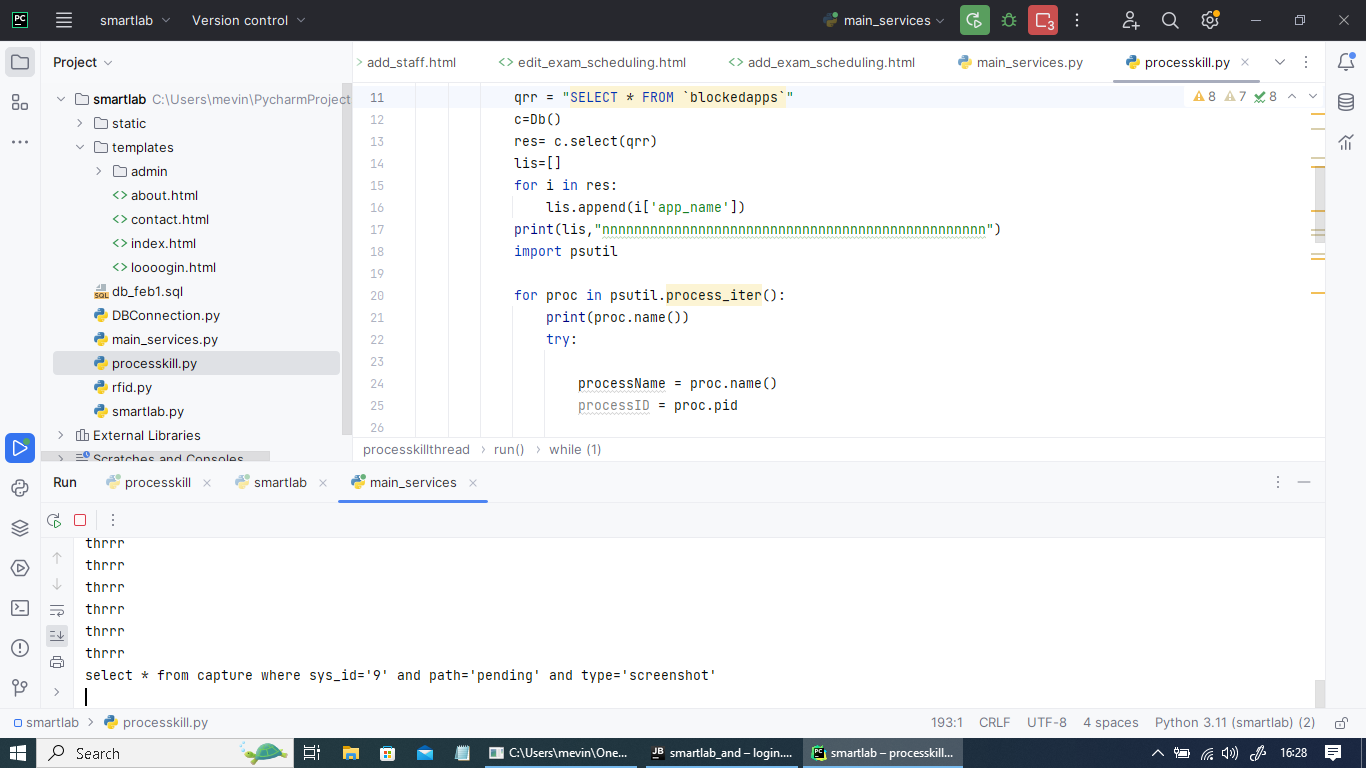 PC smartlab Version control main_services 3
Project
add_staff.html edit_exam_scheduling.html add_exam_scheduling.html main_services.py processkill.py
smartlab C:\Users\mevin\PycharmProject
static
templates
admin
about.html
contact.html
index.html
loooogin.html
SQL db_feb1.sql
DBConnection.py
main_services.py
processkill.py
rfid.py
smartlab.py
External Libraries
Scratches and Consoles
8 7 8
11 qrr = "SELECT * FROM `blockedapps`"
12 c=Db()
13 res= c.select(qrr)
14 lis=[]
15 for i in res:
16 lis.append(i['app_name'])
17 print(lis,"nnnnnnnnnnnnnnnnnnnnnnnnnnnnnnnnnnnnnnnnnnnnnnnn")
18 import psutil
19
20 for proc in psutil.process_iter():
21 print(proc.name())
22 try:
23
24 processName = proc.name()
25 processID = proc.pid
26
processkillthread run() while (1)
Run processkill smartlab main_services
thrrr
thrrr
thrrr
thrrr
thrrr
thrrr
select * from capture where sys_id='9' and path='pending' and type='screenshot'
smartlab processkill.py 193:1 CRLF UTF-8 4 spaces Python 3.11 (smartlab) (2)
Search C:\Users\mevin\One... JB smartlab_and – login.... PC smartlab – processkill... 16:28